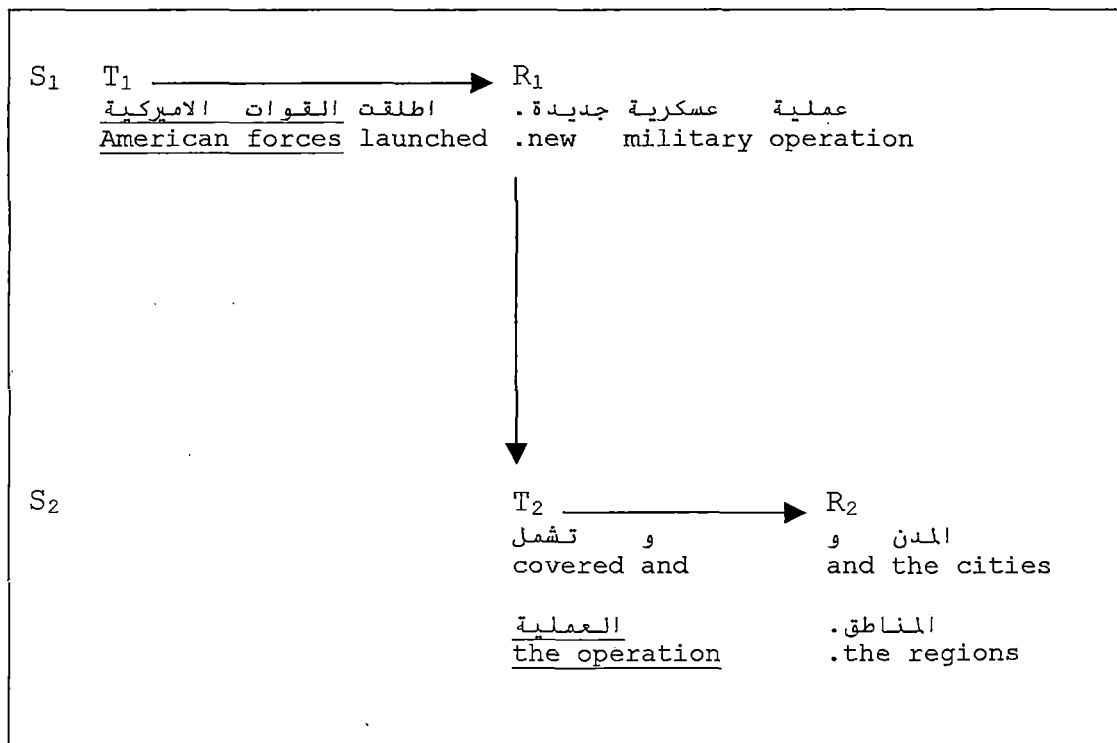 S₁ T₁ R₁
اطلقت القوات الاميركية عملية عسكرية جديدة.
American forces launched .new military operation
S₂ T₂ R₂
و تشمل المدن و
covered and and the cities
العملية المناطق.
the operation .the regions